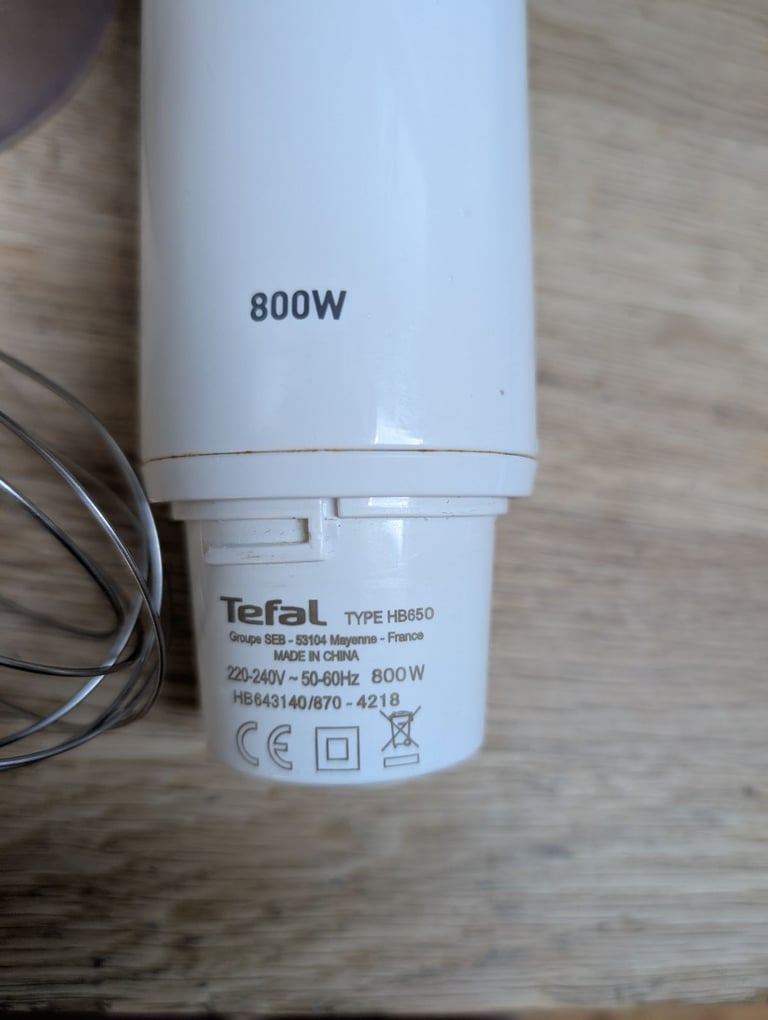 800W
Tefal TYPE HB650
Groupe SEB - 53104 Mayenne - France
MADE IN CHINA
220-240V ~ 50-60Hz 800W
HB643140/870 - 4218
CE